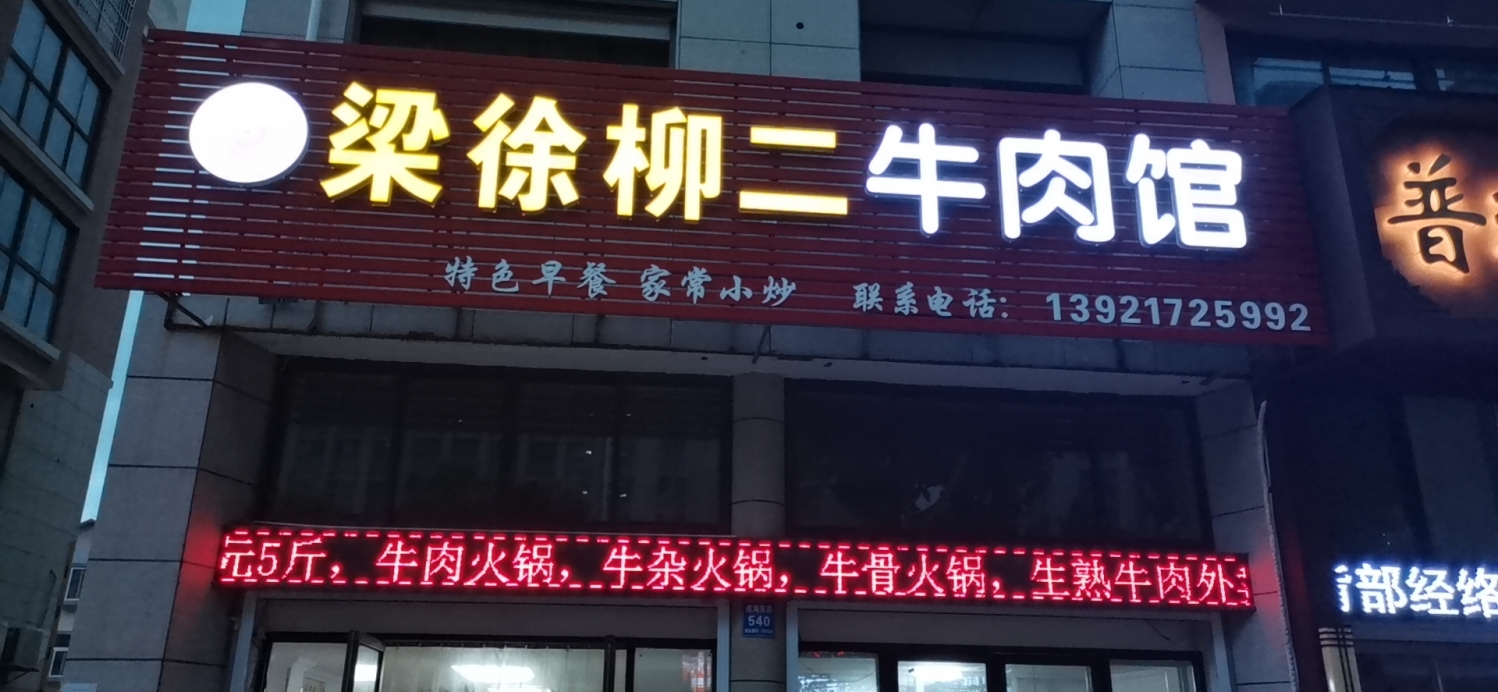 梁徐柳二牛肉馆
特色早餐 家常小炒 联系电话：13921725992
普
元5斤，牛肉火锅，牛杂火锅，牛骨火锅，生熟牛肉外
部经络
540